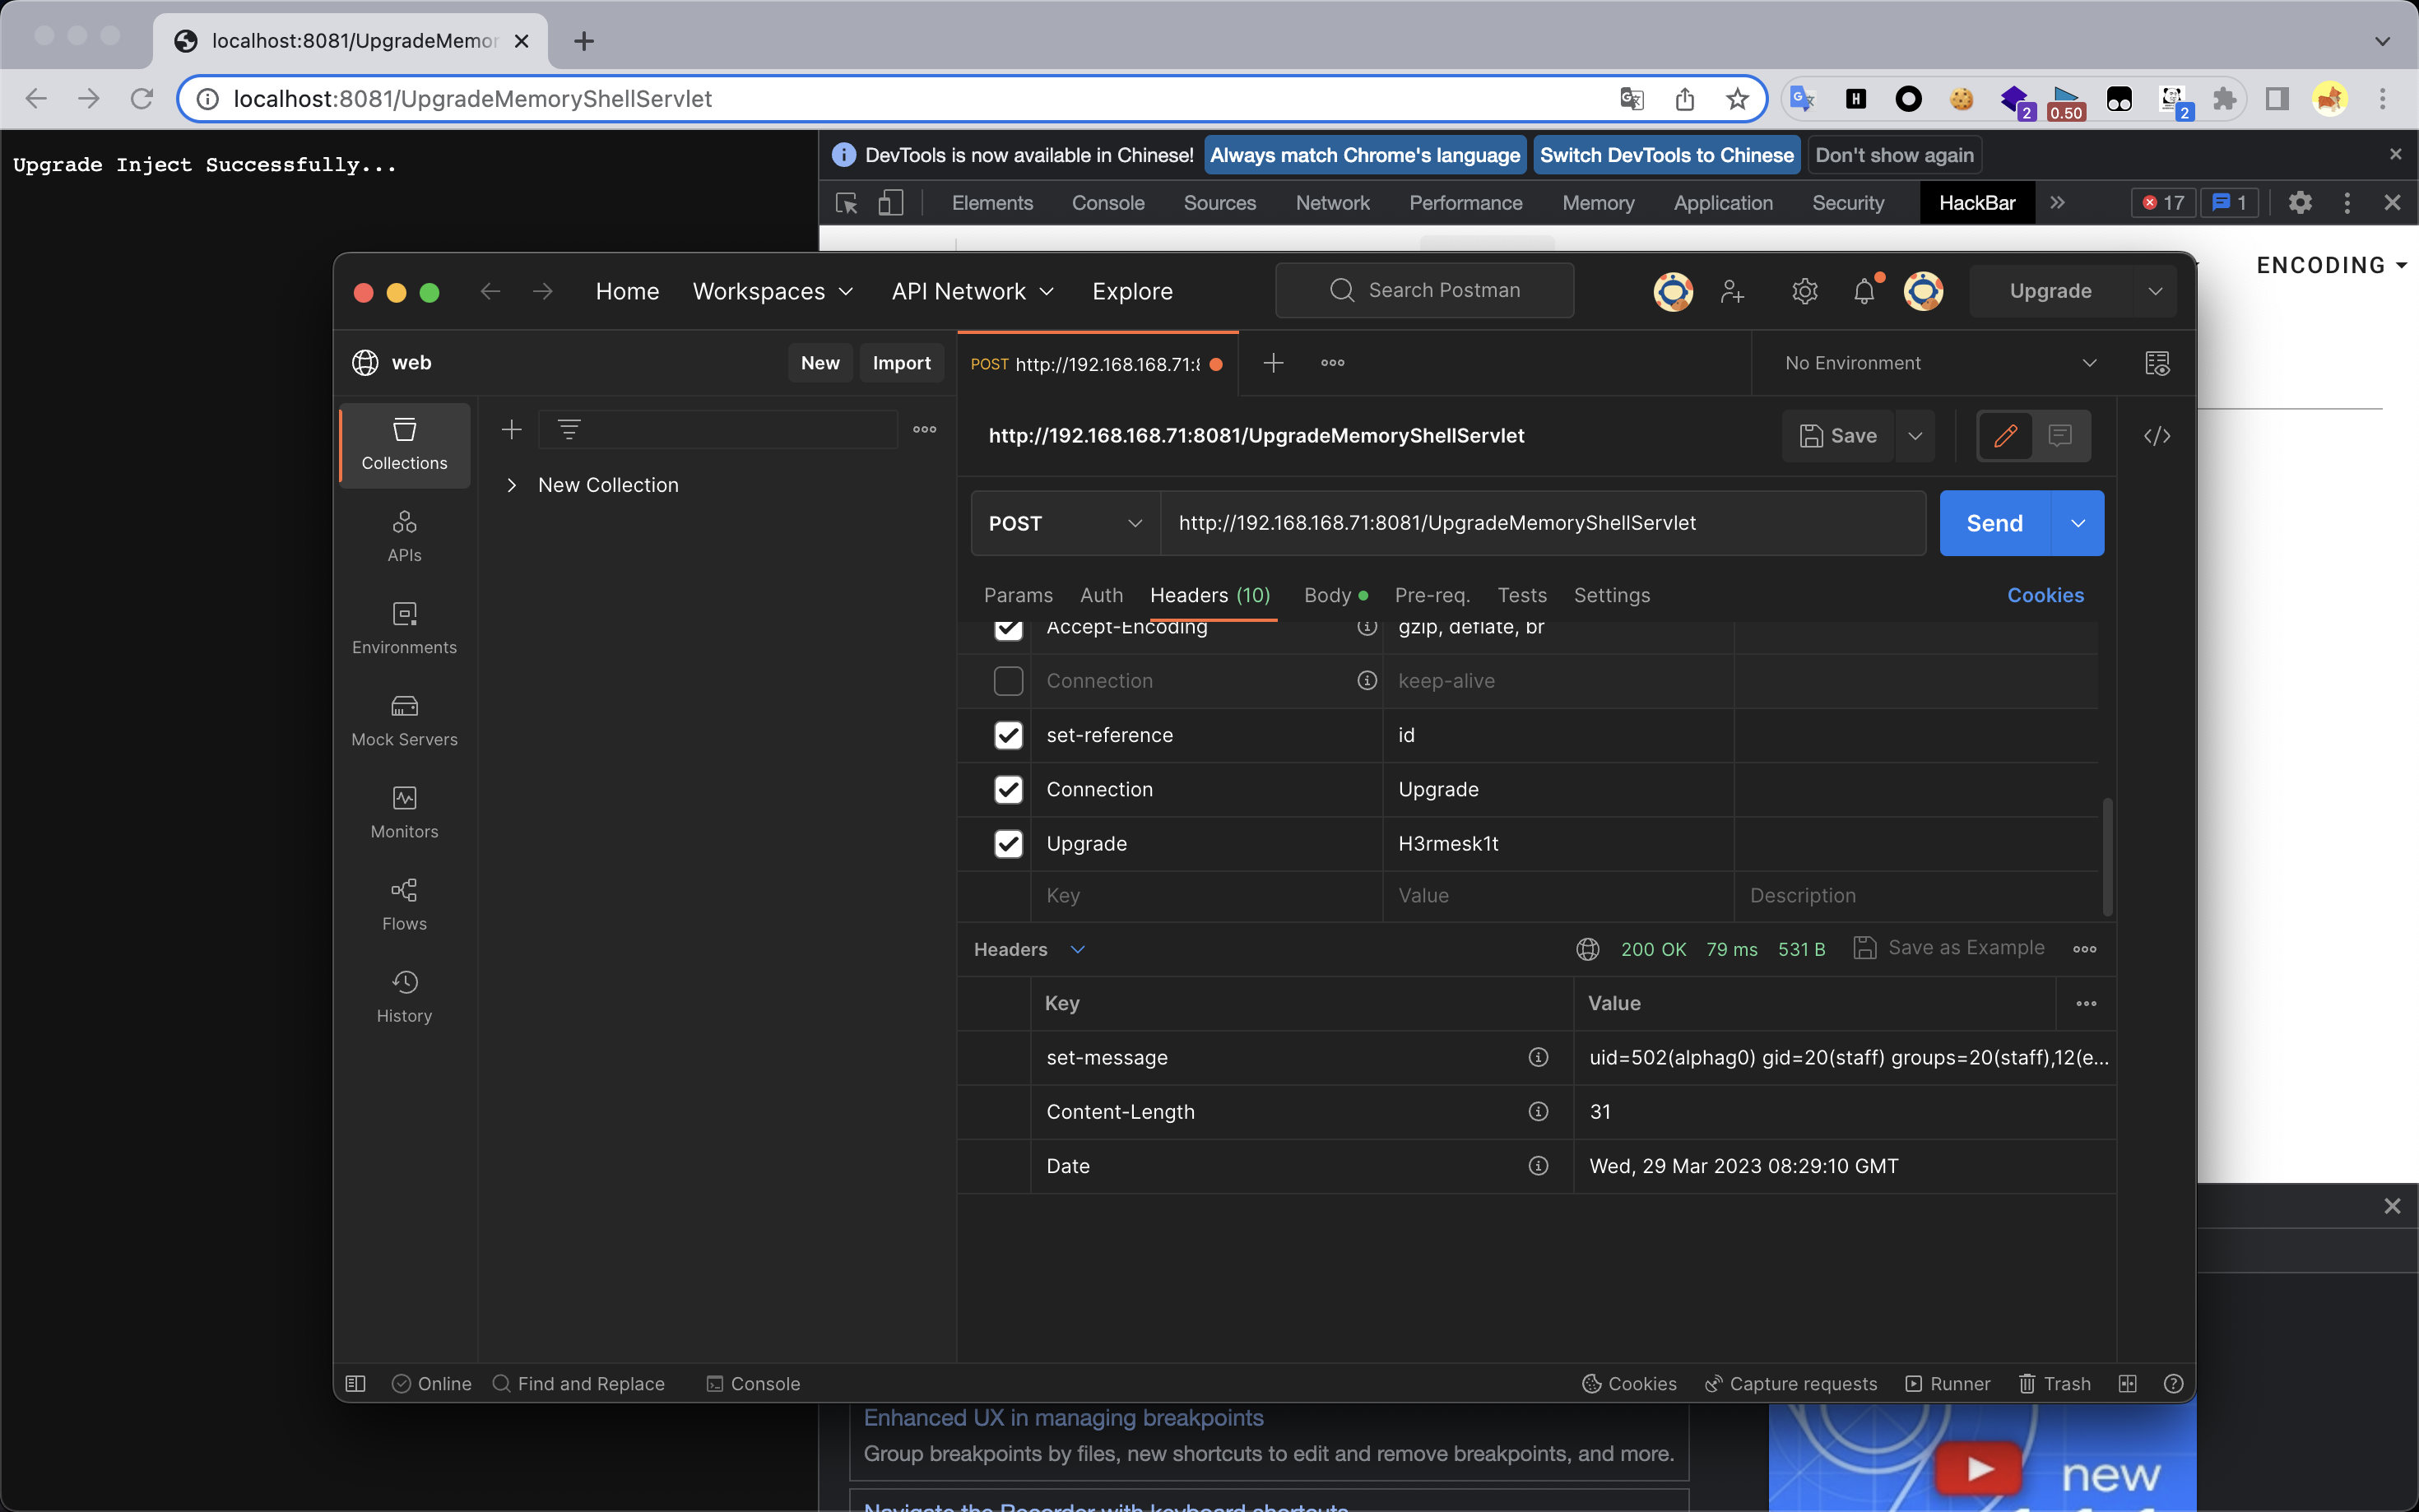 localhost:8081/UpgradeMemor
localhost:8081/UpgradeMemoryShellServlet
2
0.50
2
Upgrade Inject Successfully...
DevTools is now available in Chinese!
Always match Chrome's language
Switch DevTools to Chinese
Don't show again
Elements
Console
Sources
Network
Performance
Memory
Application
Security
HackBar
17
1
ENCODING
Home
Workspaces
API Network
Explore
Search Postman
Upgrade
web
New
Import
POST http://192.168.168.71:8
No Environment
Collections
APIs
Environments
Mock Servers
Monitors
Flows
History
New Collection
http://192.168.168.71:8081/UpgradeMemoryShellServlet
Save
POST
http://192.168.168.71:8081/UpgradeMemoryShellServlet
Send
Params
Auth
Headers (10)
Body
Pre-req.
Tests
Settings
Cookies
Accept-Encoding
gzip, deflate, br
Connection
keep-alive
set-reference
id
Connection
Upgrade
Upgrade
H3rmesk1t
Key
Value
Description
Headers
200 OK
79 ms
531 B
Save as Example
Key
Value
set-message
uid=502(alphag0) gid=20(staff) groups=20(staff),12(e...
Content-Length
31
Date
Wed, 29 Mar 2023 08:29:10 GMT
Online
Find and Replace
Console
Cookies
Capture requests
Runner
Trash
Enhanced UX in managing breakpoints
Group breakpoints by files, new shortcuts to edit and remove breakpoints, and more.
Navigate the Recorder with keyboard shortcuts
new